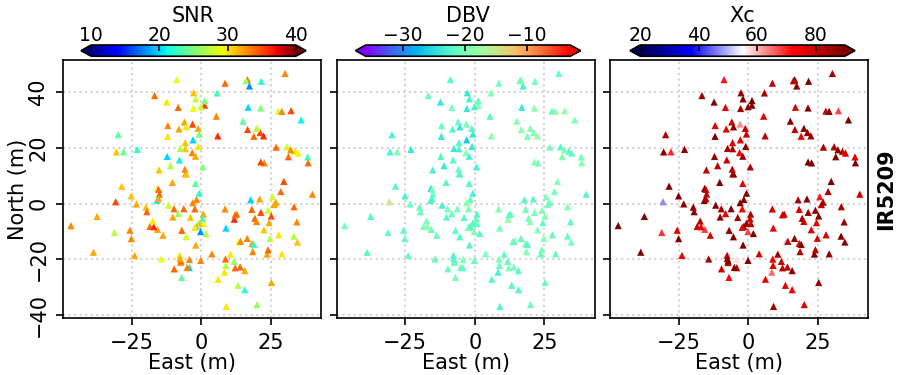 SNR DBV Xc
10 20 30 40 −30 −20 −10 20 40 60 80
40
20
0
−20
−40
North (m)
−25 0 25 −25 0 25 −25 0 25
East (m) East (m) East (m)
IR5209